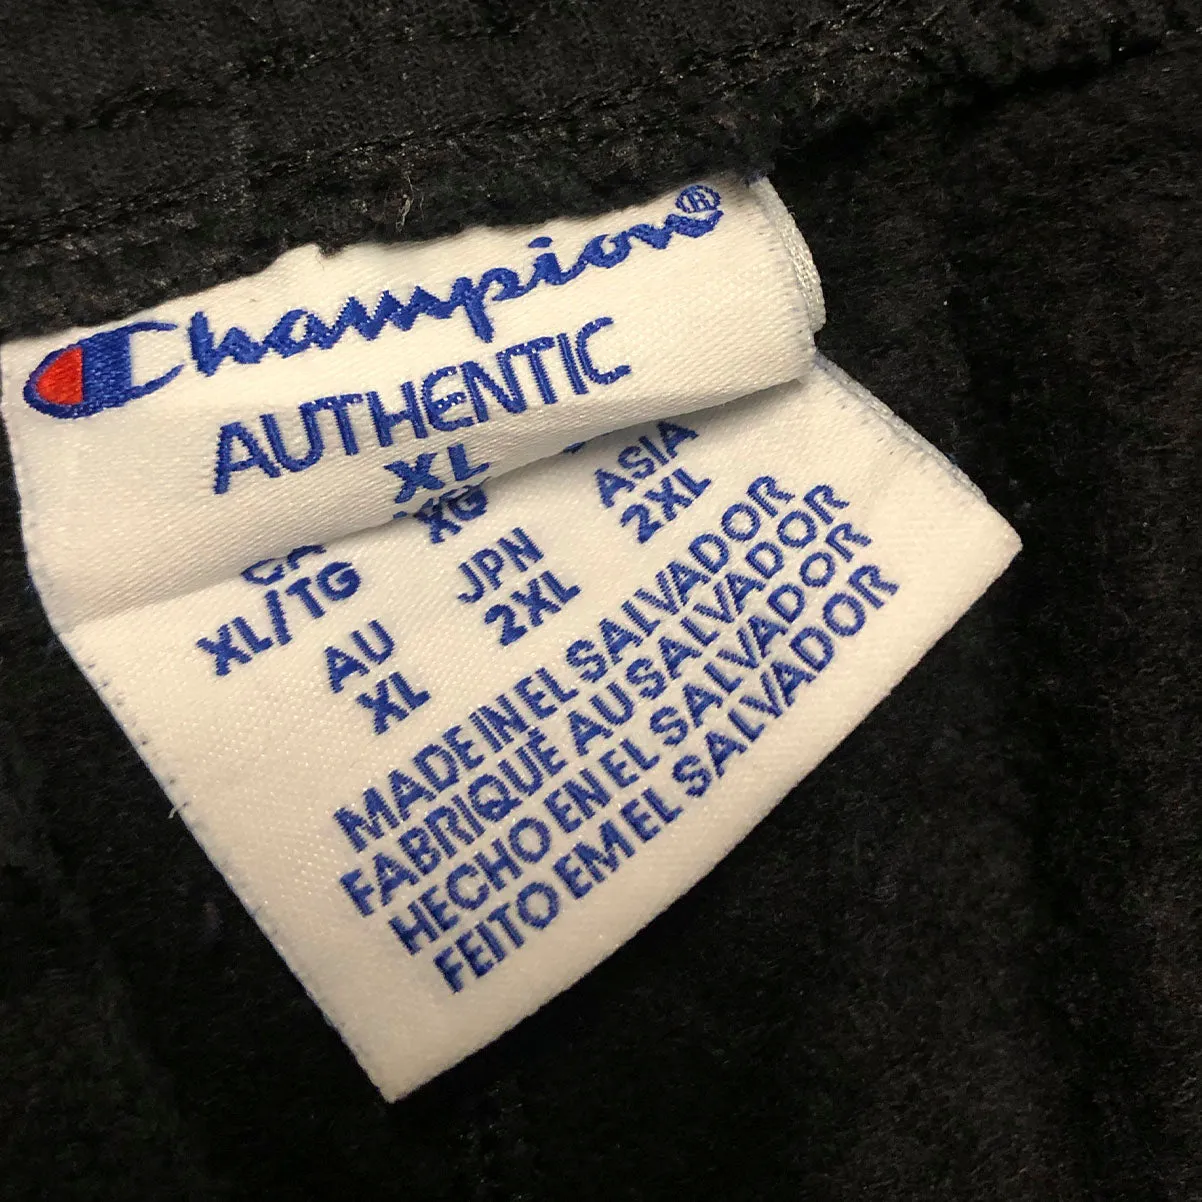 Champion®
AUTHENTIC
XL
XG
ASIA
2XL
CA
XL/TG
JPN
2XL
AU
XL
MADE IN EL SALVADOR
FABRIQUÉ AU SALVADOR
HECHO EN EL SALVADOR
FEITO EM EL SALVADOR